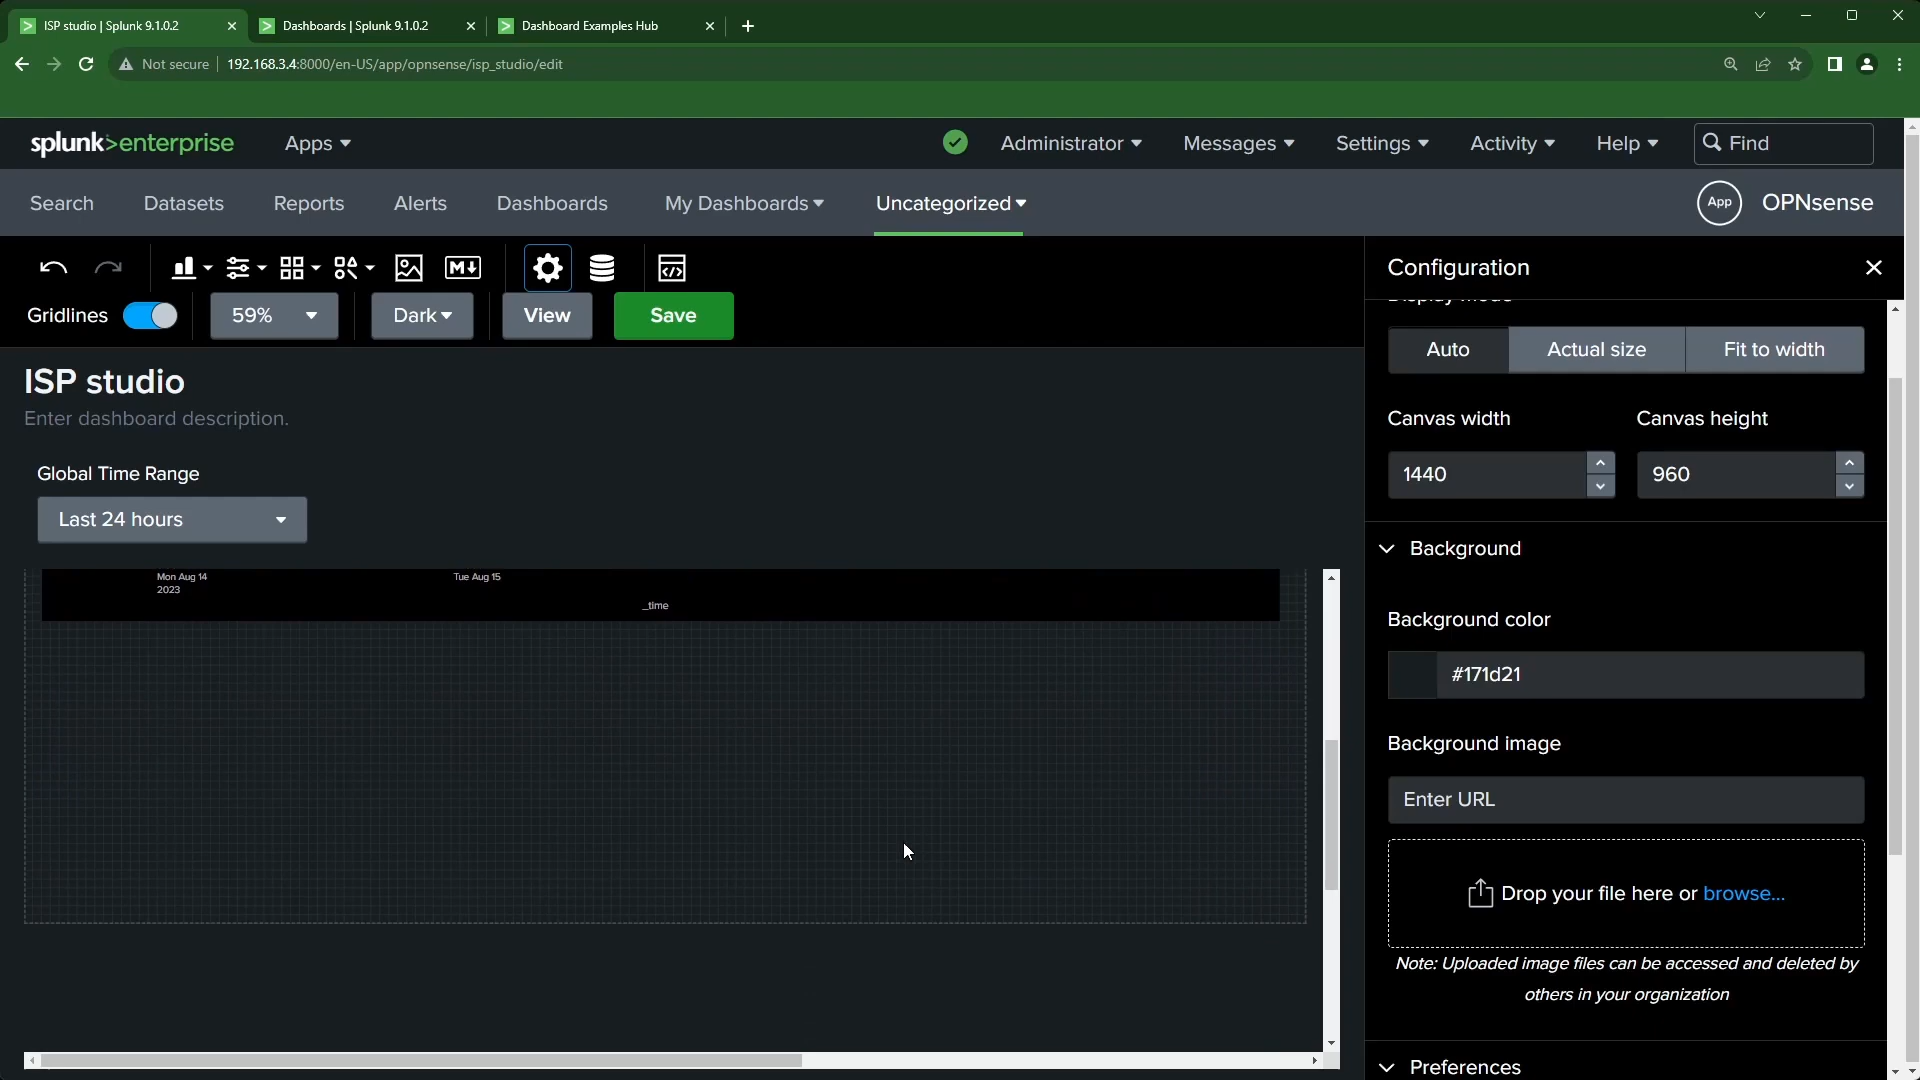 ISP studio | Splunk 9.1.0.2
Dashboards | Splunk 9.1.0.2
Dashboard Examples Hub
Not secure
192.168.3.4:8000/en-US/app/opnsense/isp_studio/edit
splunk>enterprise
Apps
Administrator
Messages
Settings
Activity
Help
Find
Search
Datasets
Reports
Alerts
Dashboards
My Dashboards
Uncategorized
App
OPNsense
M
Gridlines
59%
Dark
View
Save
ISP studio
Enter dashboard description.
Global Time Range
Last 24 hours
Mon Aug 14
2023
Tue Aug 15
_time
Configuration
Display mode
Auto
Actual size
Fit to width
Canvas width
Canvas height
1440
960
Background
Background color
#171d21
Background image
Enter URL
Drop your file here or browse...
Note: Uploaded image files can be accessed and deleted by
others in your organization
Preferences